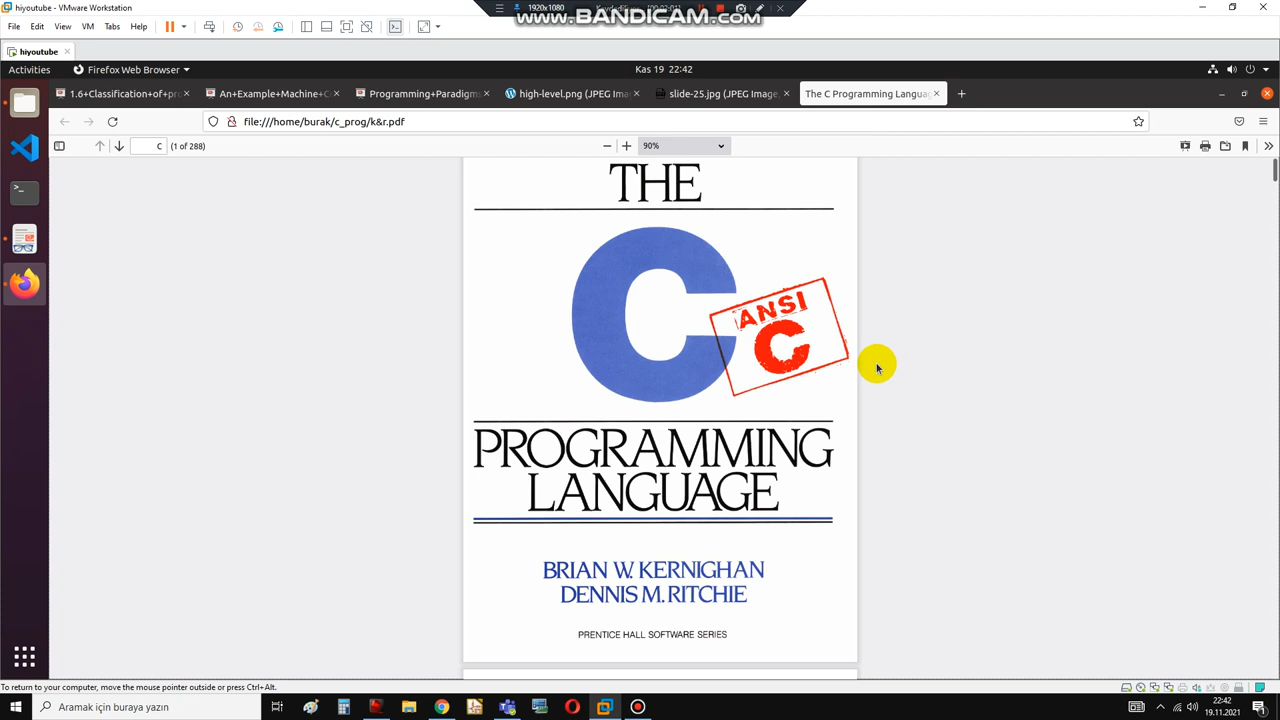 hiyoutube - VMware Workstation
1920x1080
www.BANDICAM.com
File Edit View VM Tabs Help
hiyoutube
Activities Firefox Web Browser Kas 19 22:42
1.6+Classification+of+pr An+Example+Machine+C Programming+Paradigm high-level.png (JPEG Ima slide-25.jpg (JPEG Image, The C Programming Langua
file:///home/burak/c_prog/k&r.pdf
C (1 of 288) 90%
THE
C
ANSI
C
PROGRAMMING
LANGUAGE
BRIAN W. KERNIGHAN
DENNIS M. RITCHIE
PRENTICE HALL SOFTWARE SERIES
To return to your computer, move the mouse pointer outside or press Ctrl+Alt.
Aramak için buraya yazın
22:42
19.11.2021